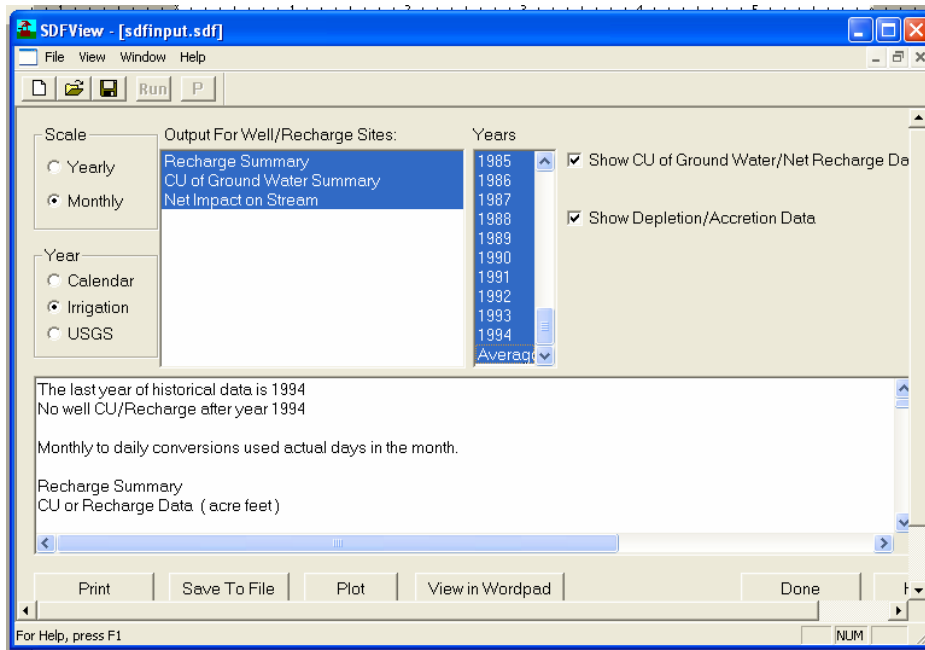 SDFView - [sdfinput.sdf]
File View Window Help
Run P
Scale
Yearly
Monthly
Year
Calendar
Irrigation
USGS
Output For Well/Recharge Sites:
Recharge Summary
CU of Ground Water Summary
Net Impact on Stream
Years
1985
1986
1987
1988
1989
1990
1991
1992
1993
1994
Average
Show CU of Ground Water/Net Recharge Da
Show Depletion/Accretion Data
The last year of historical data is 1994
No well CU/Recharge after year 1994
Monthly to daily conversions used actual days in the month.
Recharge Summary
CU or Recharge Data ( acre feet )
Print Save To File Plot View in Wordpad Done
For Help, press F1 NUM